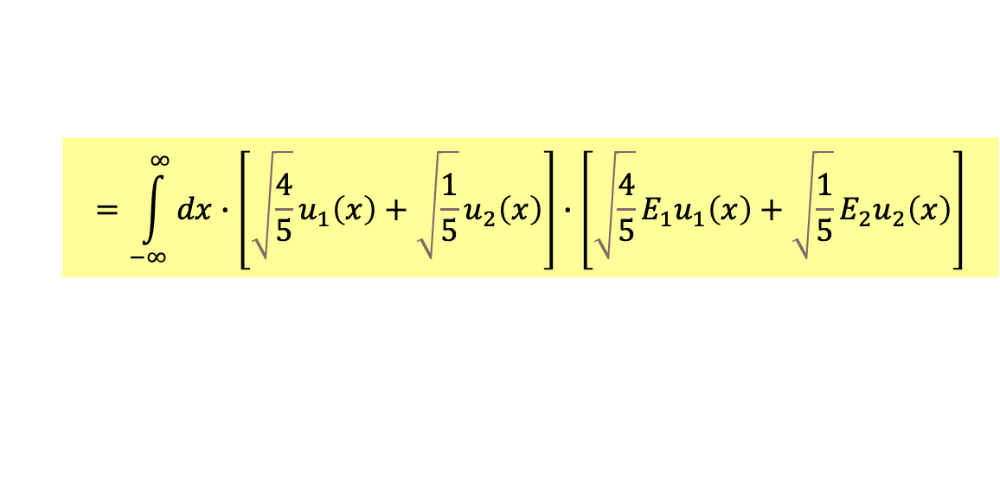 = ∫_{-∞}^{∞} dx · [√(4/5) u₁(x) + √(1/5) u₂(x)] · [√(4/5) E₁u₁(x) + √(1/5) E₂u₂(x)]